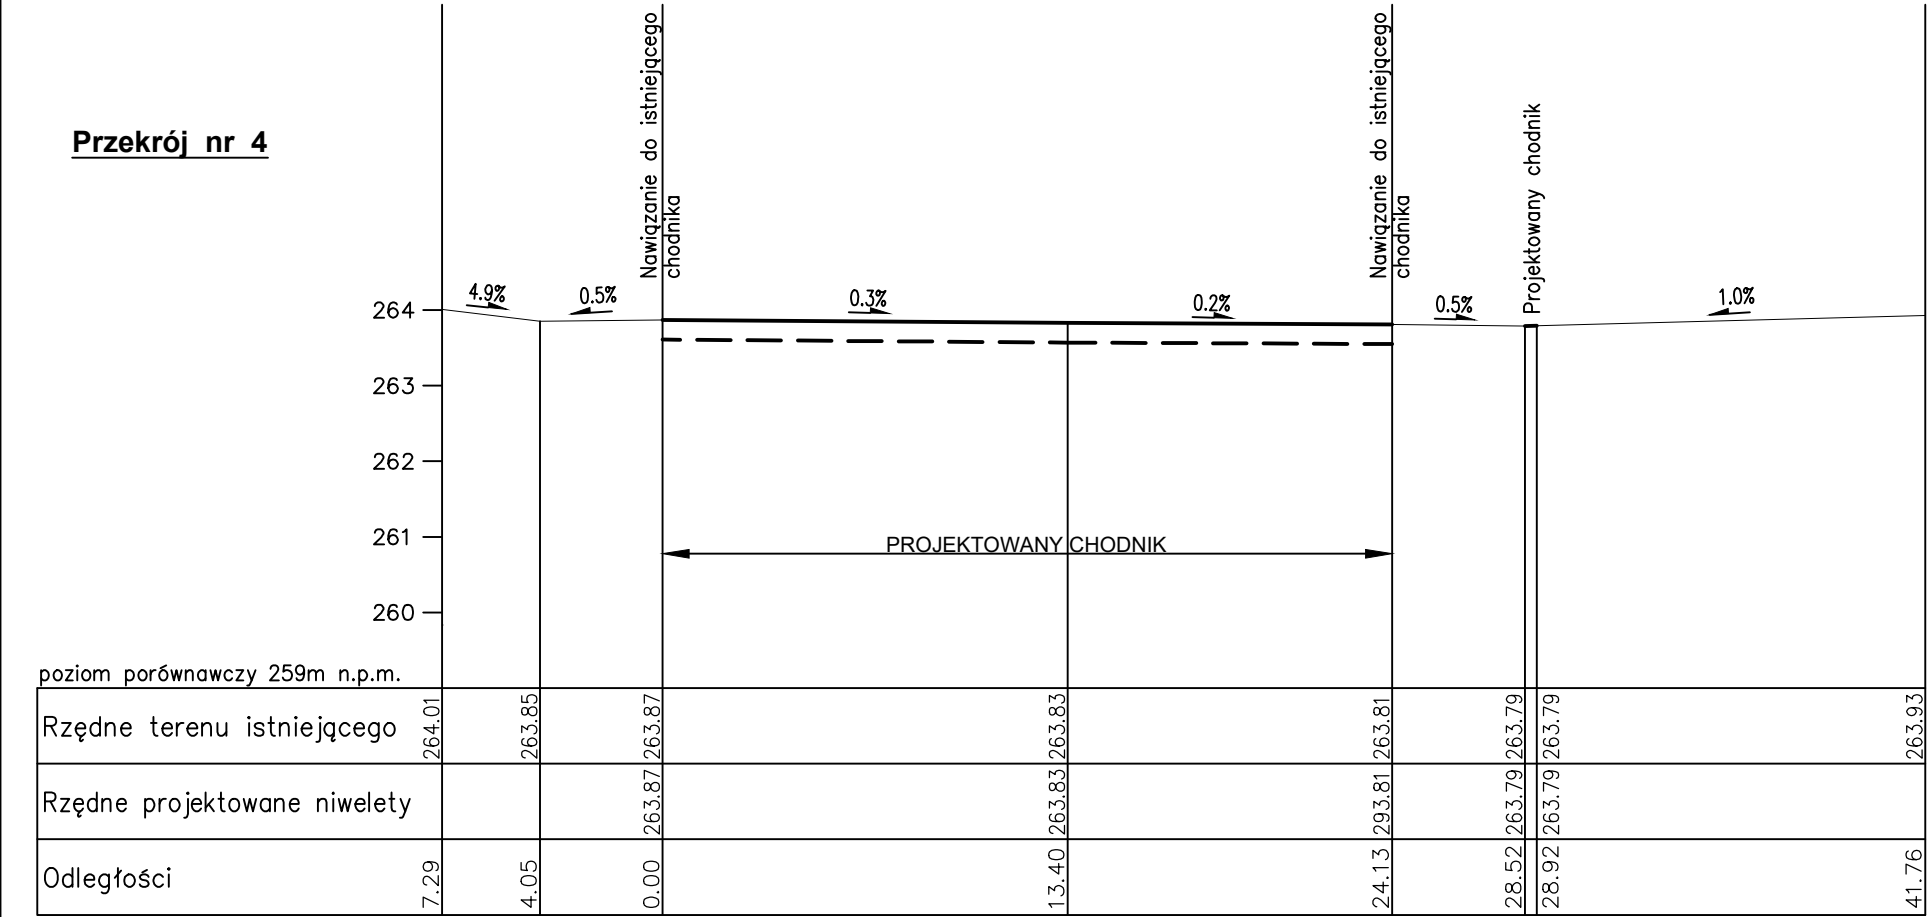 Przekrój nr 4
Nawiązanie do istniejącego
chodnika
Nawiązanie do istniejącego
chodnika
Projektowany chodnik
4.9%
0.5%
0.3%
0.2%
0.5%
1.0%
264
263
262
261
260
PROJEKTOWANY CHODNIK
poziom porównawczy 259m n.p.m.
Rzędne terenu istniejącego 264.01 263.85 263.87 263.83 263.81 263.79 263.79 263.93
Rzędne projektowane niwelety 263.87 263.83 293.81 263.79 263.79
Odległości 7.29 4.05 0.00 13.40 24.13 28.52 28.92 41.76